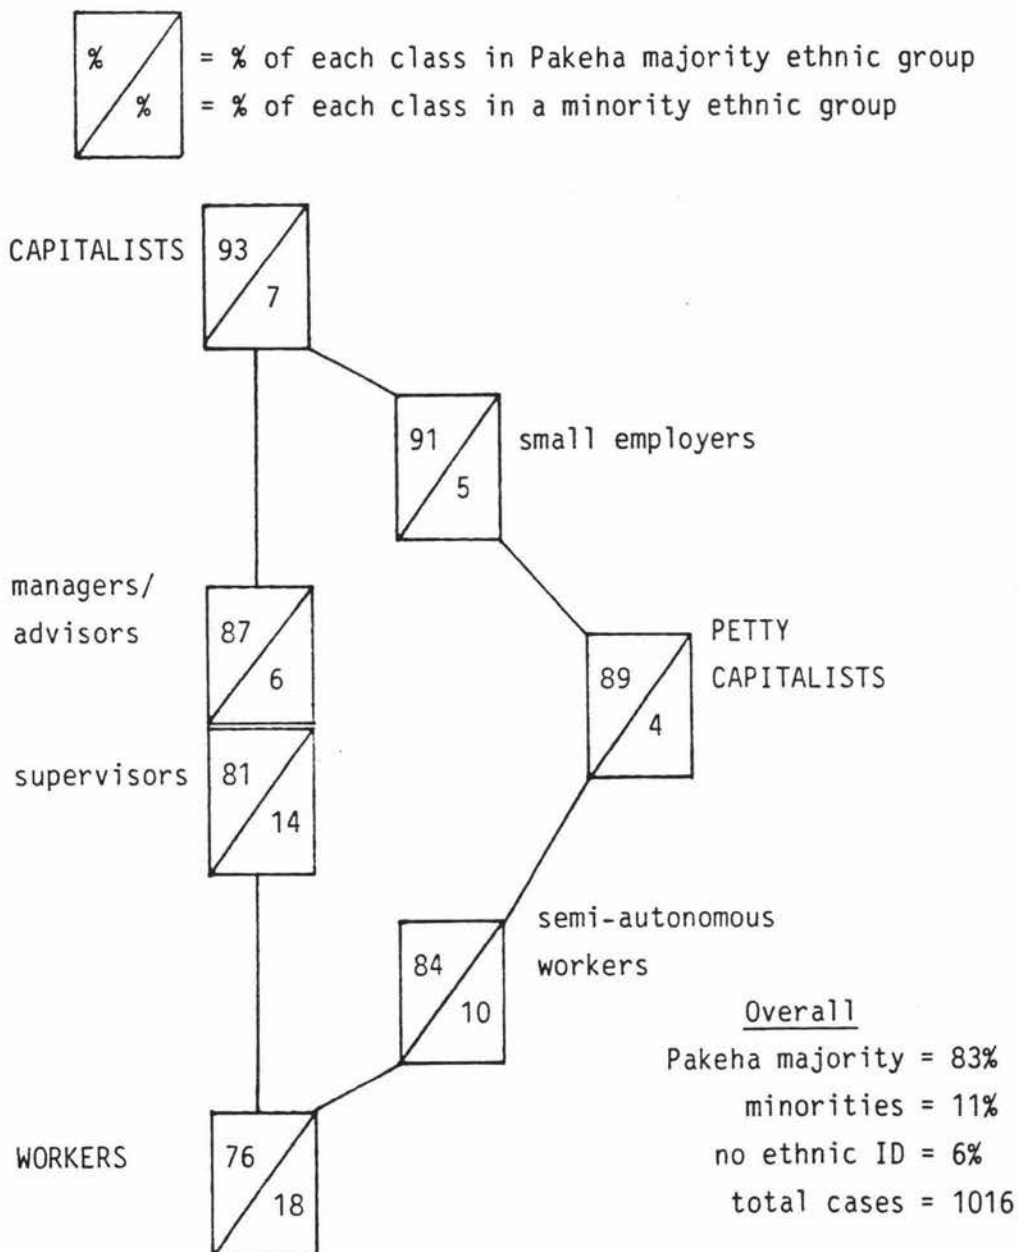 % = % of each class in Pakeha majority ethnic group
% = % of each class in a minority ethnic group
CAPITALISTS
93
7
91
5
small employers
managers/
advisors
87
6
PETTY
CAPITALISTS
89
4
supervisors
81
14
semi-autonomous
workers
84
10
Overall
Pakeha majority = 83%
minorities = 11%
no ethnic ID = 6%
total cases = 1016
WORKERS
76
18